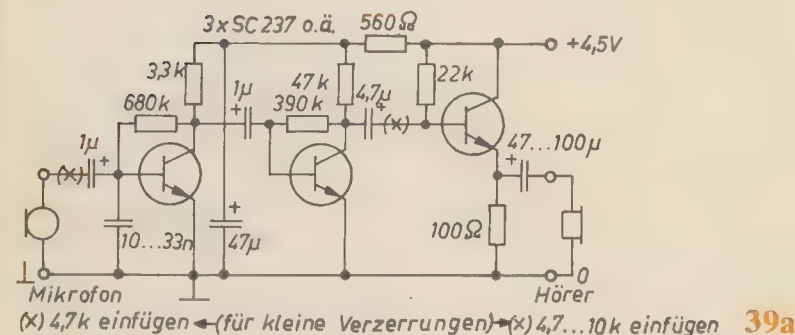 3xSC237 o.ä.
560Ω
+4,5V
3,3k
680k
1µ
+
1µ
+
47k
390k
4,7µ
+
(x)
22k
47...100µ
+
(x)
10...33n
+
47µ
100Ω
⊥
0
Mikrofon
Hörer
(x) 4,7k einfügen ←(für kleine Verzerrungen)→(x) 4,7...10k einfügen
39a